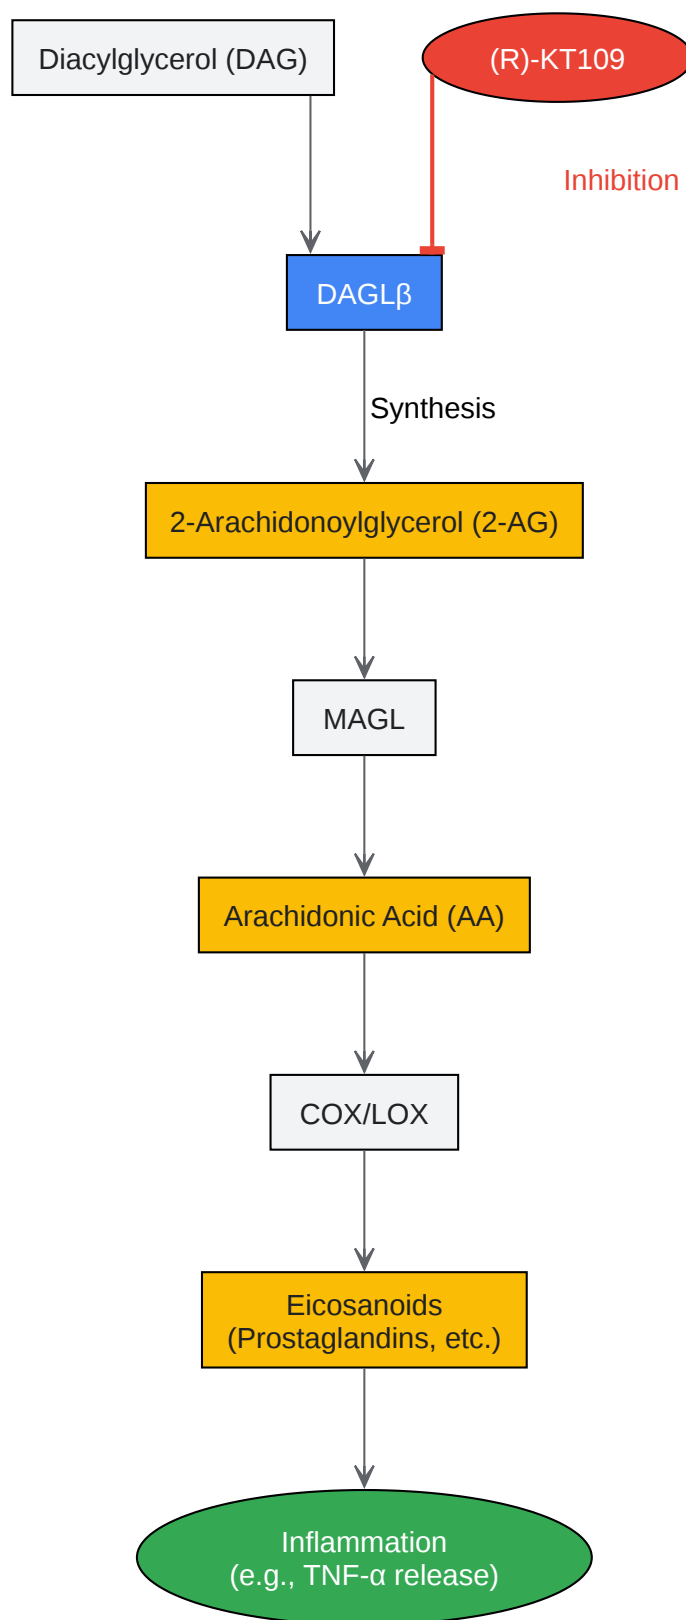 Diacylglycerol (DAG)
(R)-KT109
Inhibition
DAGLβ
Synthesis
2-Arachidonoylglycerol (2-AG)
MAGL
Arachidonic Acid (AA)
COX/LOX
Eicosanoids
(Prostaglandins, etc.)
Inflammation
(e.g., TNF-α release)